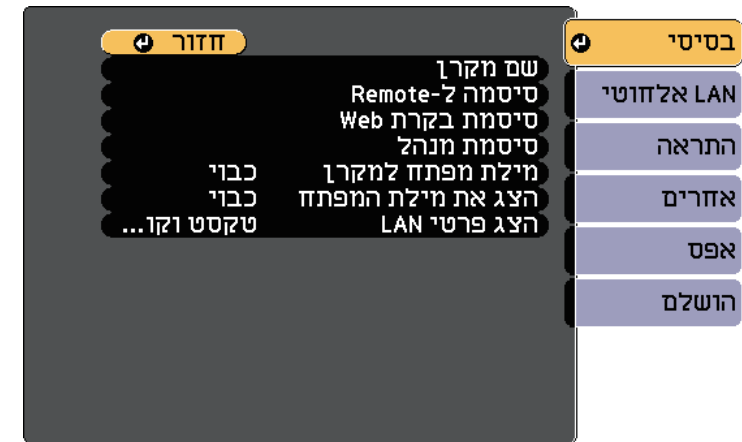 בסיסי
LAN אלחוטי
התראה
אחרים
אפס
הושלם
חזור
שם מקרן
סיסמה ל-Remote
סיסמת בקרת Web
סיסמת מנהל
מילת מפתח למקרן כבוי
הצג את מילת המפתח כבוי
הצג פרטי LAN טקסט וקו...